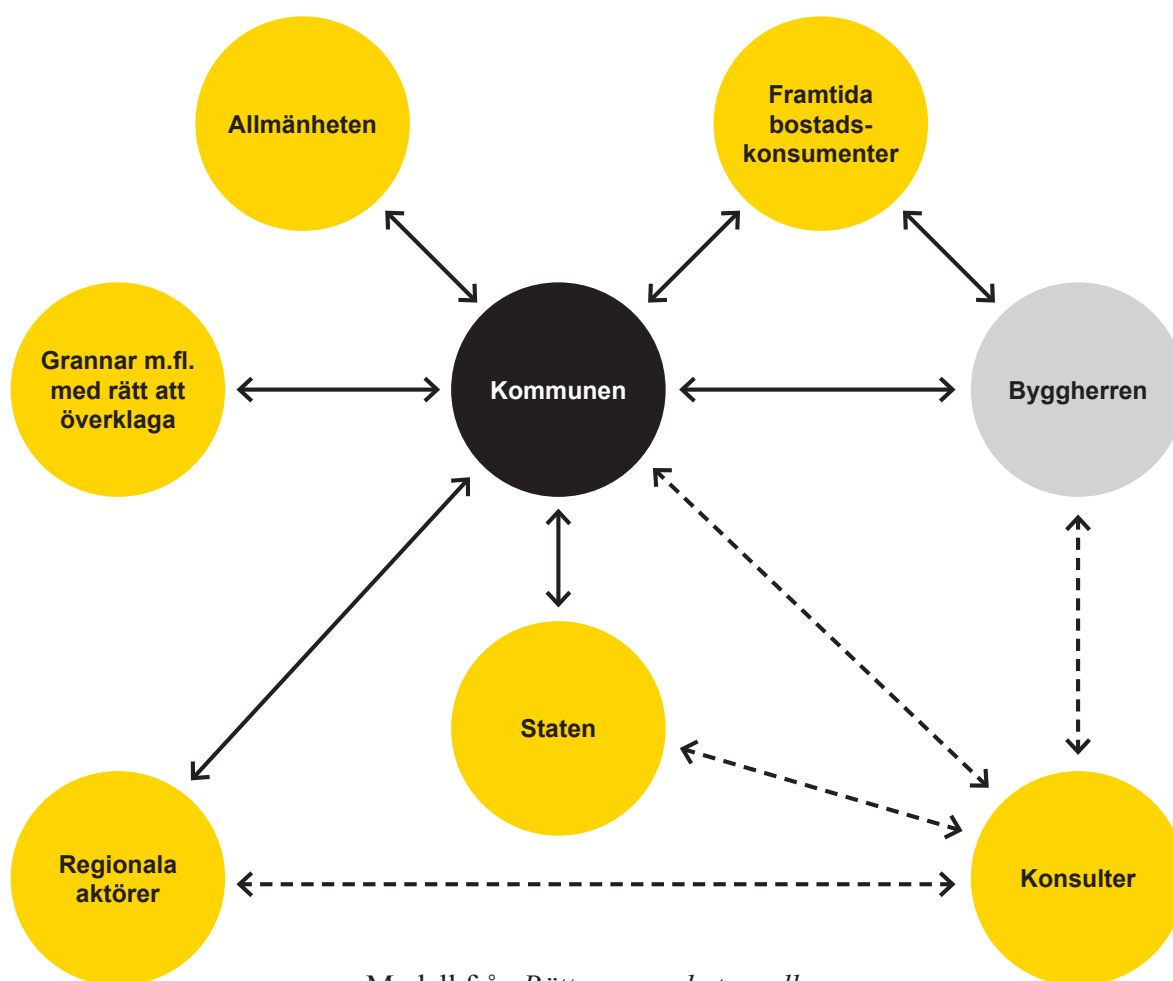 Allmänheten
Framtida
bostads-
konsumenter
Grannar m.fl.
med rätt att
överklaga
Kommunen
Byggherren
Staten
Regionala
aktörer
Konsulter